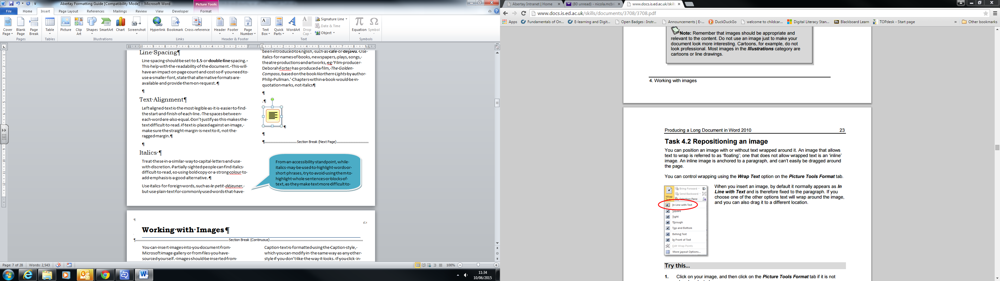 Abertay Formatting Guide [Compatibility Mode] - Microsoft Word
Picture Tools
File Home Insert Page Layout References Mailings Review View Developer Format
Cover Page
Blank Page
Page Break
Table
Picture
Clip Art
Shapes
SmartArt
Chart
Screenshot
Hyperlink
Bookmark
Cross-reference
Header
Footer
Page Number
Text Box
Quick Parts
WordArt
Drop Cap
Signature Line
Date & Time
Object
Equation
Symbol
Pages Tables Illustrations Links Header & Footer Text Symbols
Line Spacing¶
Line spacing should be set to 1.5 or double line spacing.
This help with the readability of the document. This will
have an impact on page count and cost so if you need to
use a smaller font, state that alternative formats are
available and provide them on request. ¶
¶
Text Alignment¶
Left aligned text is the most legible as it is easier to find
the start and finish of each line. The spaces between
each word are also equal. Don't justify as this makes the
text difficult to read. If text is placed against an image,
make sure the straight margin is next to it, not the
ragged margin.¶
¶
Italics ¶
Treat these in a similar way to capital letters and use
with discretion. Partially sighted people can find italics
difficult to read, so using bold copy or a strong colour to
add emphasis is a good alternative. ¶
Use italics for foreign words, such as le petit-déjeuner,
but use plain text for commonly used words that have
been introduced to English, such as café or déjà vu. Use
italics for names of books, newspapers, plays, songs,
theatre productions and artworks, eg 'Film producer
Deborah Forter has produced a film, The Golden
Compass, based on the book Northern Lights by author
Philip Pullman.' Chapters within a book would be in
quotation marks, not italics¶
¶
.¶
¶
¶
¶Section Break (Next Page)
From an accessibility standpoint, while
italics may be used to highlight words or
short phrases, try to avoid using them to
highlight whole sentences or blocks of
text, as they make text more difficult to
¶
Working with Images¶
¶Section Break (Continuous)
You can insert images into you document from
Microsoft image gallery or from files you have
sourced yourself. Images should be inserted from
Caption text is formatted using the Caption style,
which you can modify in the same way as any other
style if you don't like the way it looks. If you click in
Page: 7 of 28 Words: 2,543
100%
11:34
10/06/2015
Abertay Intranet | Home
(80 unread) - nicola.mcbri
www.docs.is.ed.ac.uk/skills
www.docs.is.ed.ac.uk/skills/documents/3708/3708.pdf
Apps Fundamentals of On... E-learning and Digit... Open Badges : Instr... Announcements | E-... DuckDuckGo welcome to childcar... Digital Literacy Stan... Blackboard Learn TOPdesk - Start page » Other bookmarks
Note: Remember that images should be appropriate and
relevant to the content. Do not use an image just to make your
document look more interesting. Cartoons, for example, do not
look professional. Most images in the Illustrations category are
cartoons or line drawings.
4. Working with images
Producing a Long Document in Word 2010 23
Task 4.2 Repositioning an image
You can position an image with or without text wrapped around it. An image that allows
text to wrap is referred to as 'floating'; one that does not allow wrapped text is an 'inline'
image. An inline image is anchored to a paragraph, and can't easily be dragged around
the page.
You can control wrapping using the Wrap Text option on the Picture Tools Format tab.
Bring Forward
Send Backward
Selection Pane
Wrap
In Line with Text
Square
Tight
Through
Top and Bottom
Behind Text
In Front of Text
Edit Wrap Points
More Layout Options...
When you insert an image, by default it normally appears as In
Line with Text and is therefore fixed to the paragraph. If you
choose one of the other options text will wrap around the image,
and you can also drag it to a different location.
Try this...
1. Click on your image, and then click on the Picture Tools Format tab if it is not